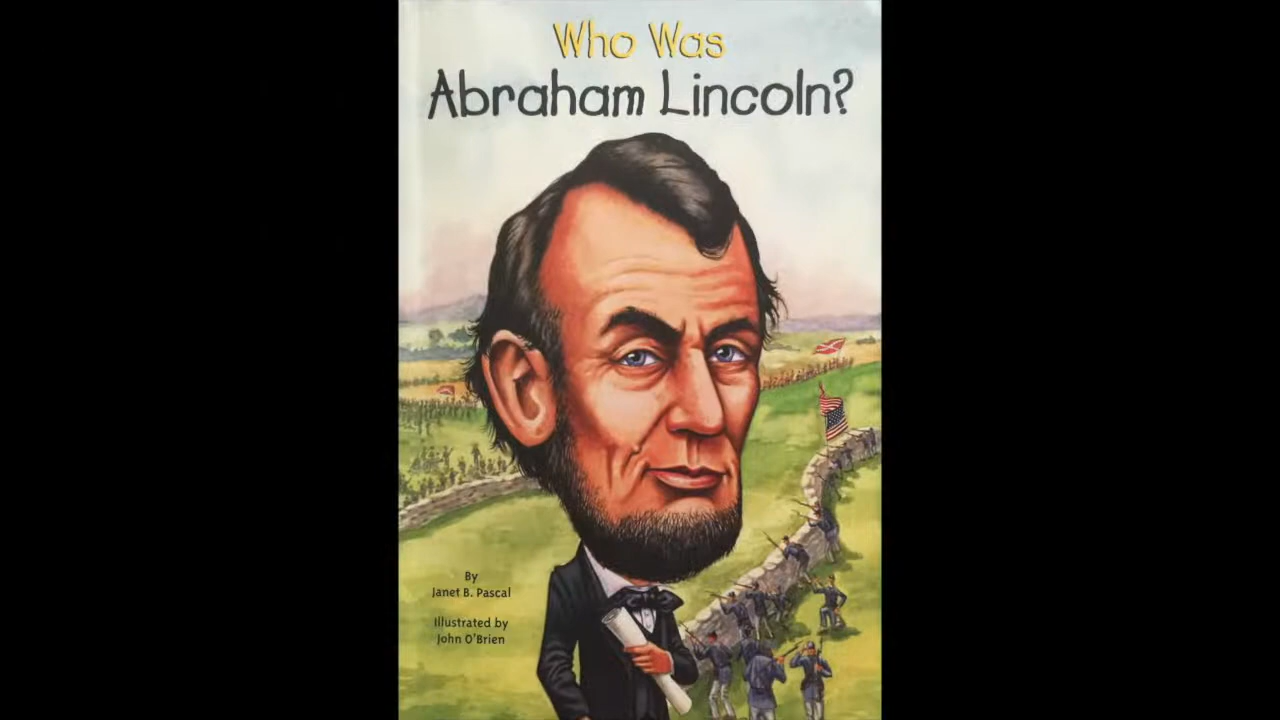 Who Was
Abraham Lincoln?
By
Janet B. Pascal
Illustrated by
John O'Brien